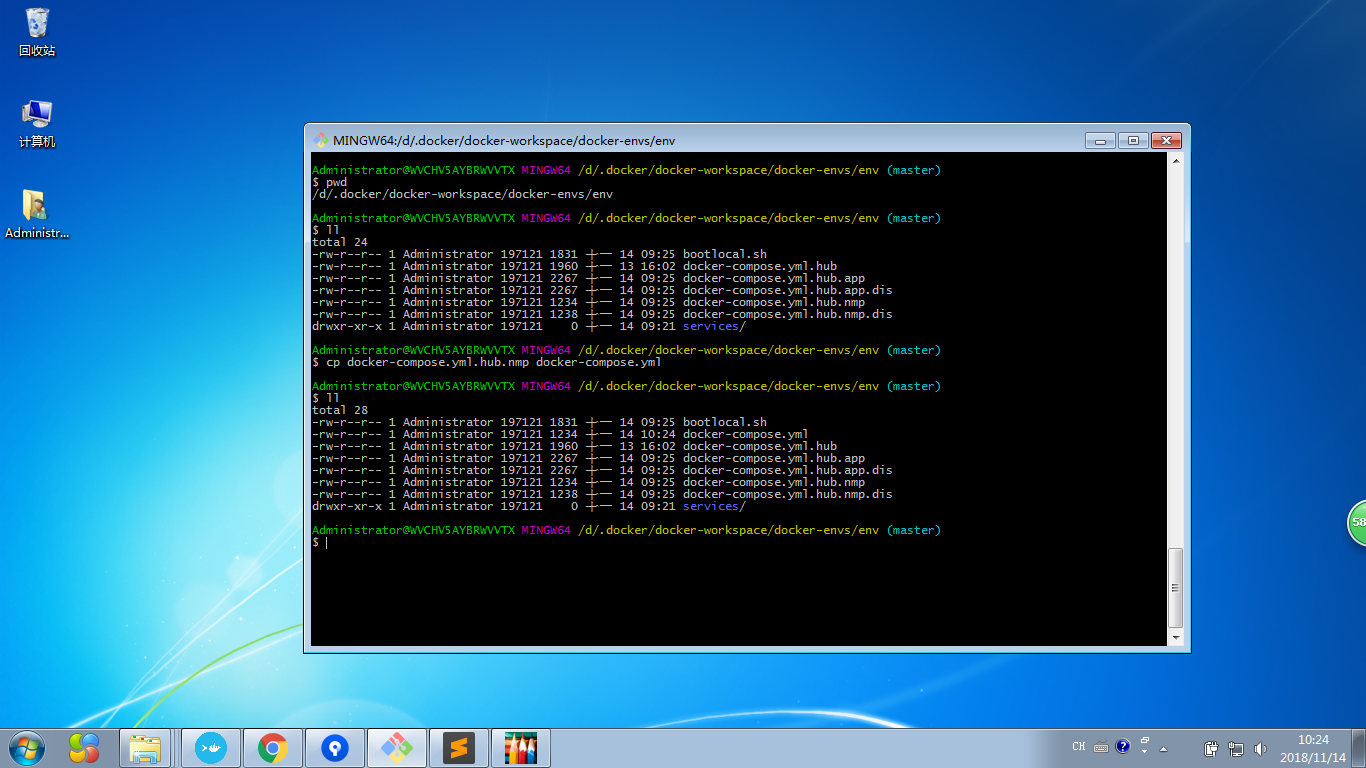 回收站
计算机
Administr...
MINGW64:/d/.docker/docker-workspace/docker-envs/env
Administrator@WVCHV5AYBRWVVTX MINGW64 /d/.docker/docker-workspace/docker-envs/env (master)
$ pwd
/d/.docker/docker-workspace/docker-envs/env
Administrator@WVCHV5AYBRWVVTX MINGW64 /d/.docker/docker-workspace/docker-envs/env (master)
$ ll
total 24
-rw-r--r-- 1 Administrator 197121 1831 十一 14 09:25 bootlocal.sh
-rw-r--r-- 1 Administrator 197121 1960 十一 13 16:02 docker-compose.yml.hub
-rw-r--r-- 1 Administrator 197121 2267 十一 14 09:25 docker-compose.yml.hub.app
-rw-r--r-- 1 Administrator 197121 2267 十一 14 09:25 docker-compose.yml.hub.app.dis
-rw-r--r-- 1 Administrator 197121 1234 十一 14 09:25 docker-compose.yml.hub.nmp
-rw-r--r-- 1 Administrator 197121 1238 十一 14 09:25 docker-compose.yml.hub.nmp.dis
drwxr-xr-x 1 Administrator 197121    0 十一 14 09:21 services/
Administrator@WVCHV5AYBRWVVTX MINGW64 /d/.docker/docker-workspace/docker-envs/env (master)
$ cp docker-compose.yml.hub.nmp docker-compose.yml
Administrator@WVCHV5AYBRWVVTX MINGW64 /d/.docker/docker-workspace/docker-envs/env (master)
$ ll
total 28
-rw-r--r-- 1 Administrator 197121 1831 十一 14 09:25 bootlocal.sh
-rw-r--r-- 1 Administrator 197121 1234 十一 14 10:24 docker-compose.yml
-rw-r--r-- 1 Administrator 197121 1960 十一 13 16:02 docker-compose.yml.hub
-rw-r--r-- 1 Administrator 197121 2267 十一 14 09:25 docker-compose.yml.hub.app
-rw-r--r-- 1 Administrator 197121 2267 十一 14 09:25 docker-compose.yml.hub.app.dis
-rw-r--r-- 1 Administrator 197121 1234 十一 14 09:25 docker-compose.yml.hub.nmp
-rw-r--r-- 1 Administrator 197121 1238 十一 14 09:25 docker-compose.yml.hub.nmp.dis
drwxr-xr-x 1 Administrator 197121    0 十一 14 09:21 services/
Administrator@WVCHV5AYBRWVVTX MINGW64 /d/.docker/docker-workspace/docker-envs/env (master)
$
58
CH
10:24
2018/11/14